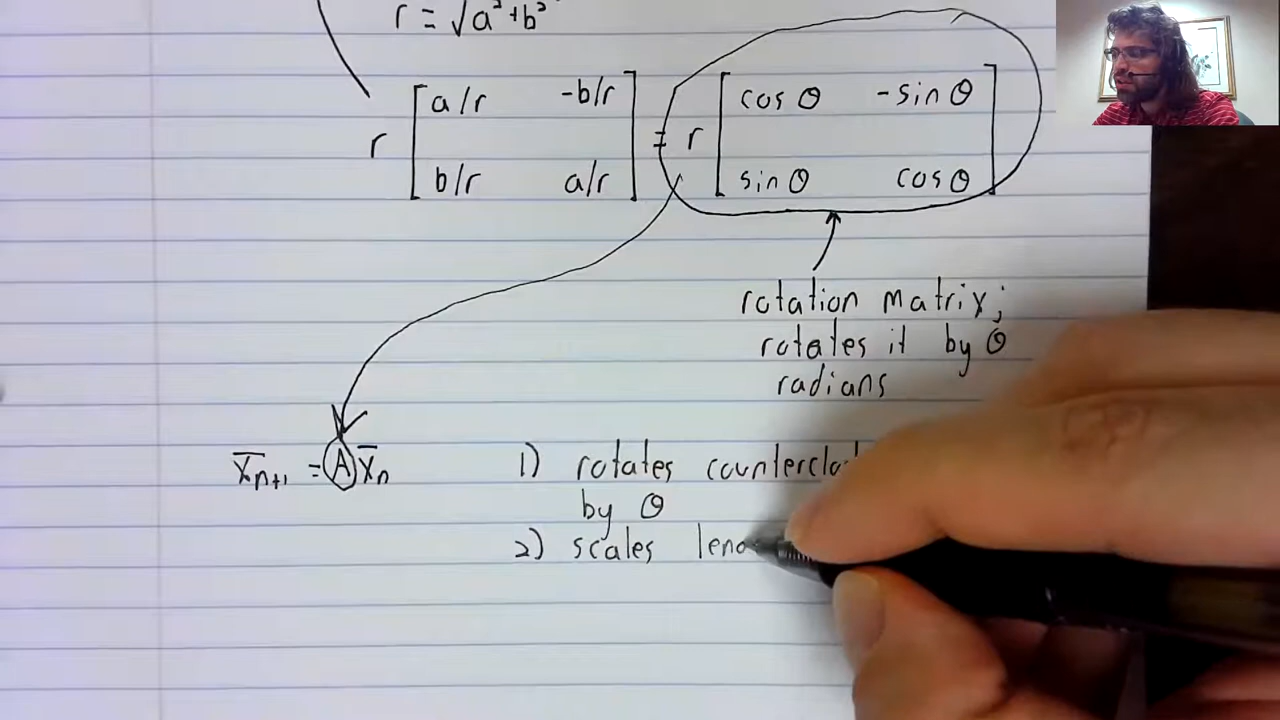 r = √a²+b²
r [ a/r -b/r ] = r [ cos θ -sin θ ]
[ b/r a/r ] [ sin θ cos θ ]
rotation matrix;
rotates it by θ
radians
x̄ₙ₊₁ = A x̄ₙ
1) rotates
by θ
2) scales